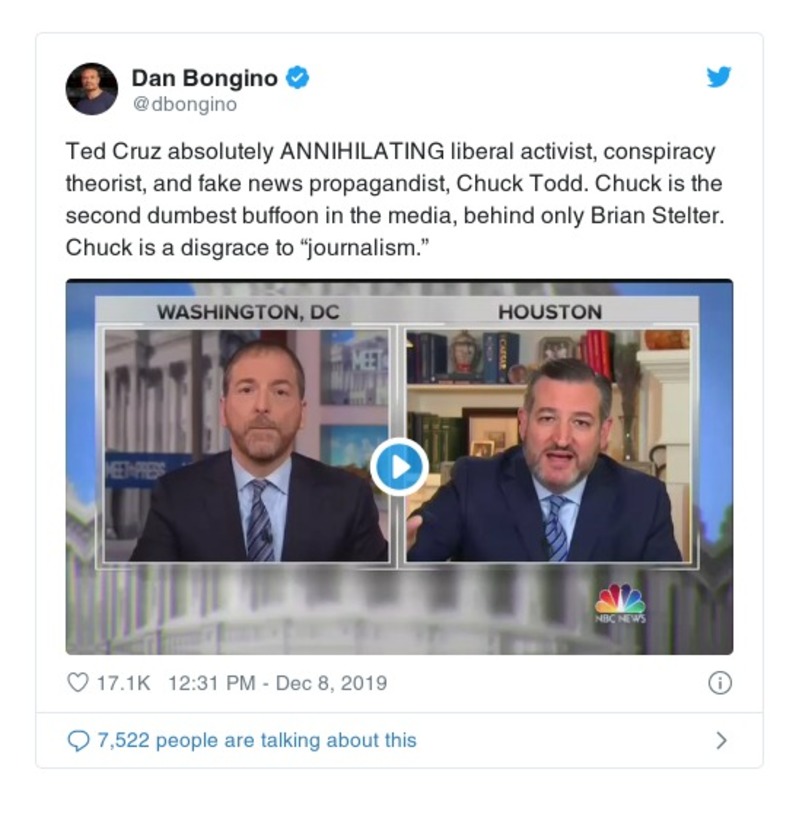 Dan Bongino
@dbongino
Ted Cruz absolutely ANNIHILATING liberal activist, conspiracy
theorist, and fake news propagandist, Chuck Todd. Chuck is the
second dumbest buffoon in the media, behind only Brian Stelter.
Chuck is a disgrace to “journalism.”
WASHINGTON, DC
HOUSTON
MEET THE PRESS
NBC NEWS
17.1K 12:31 PM - Dec 8, 2019
7,522 people are talking about this